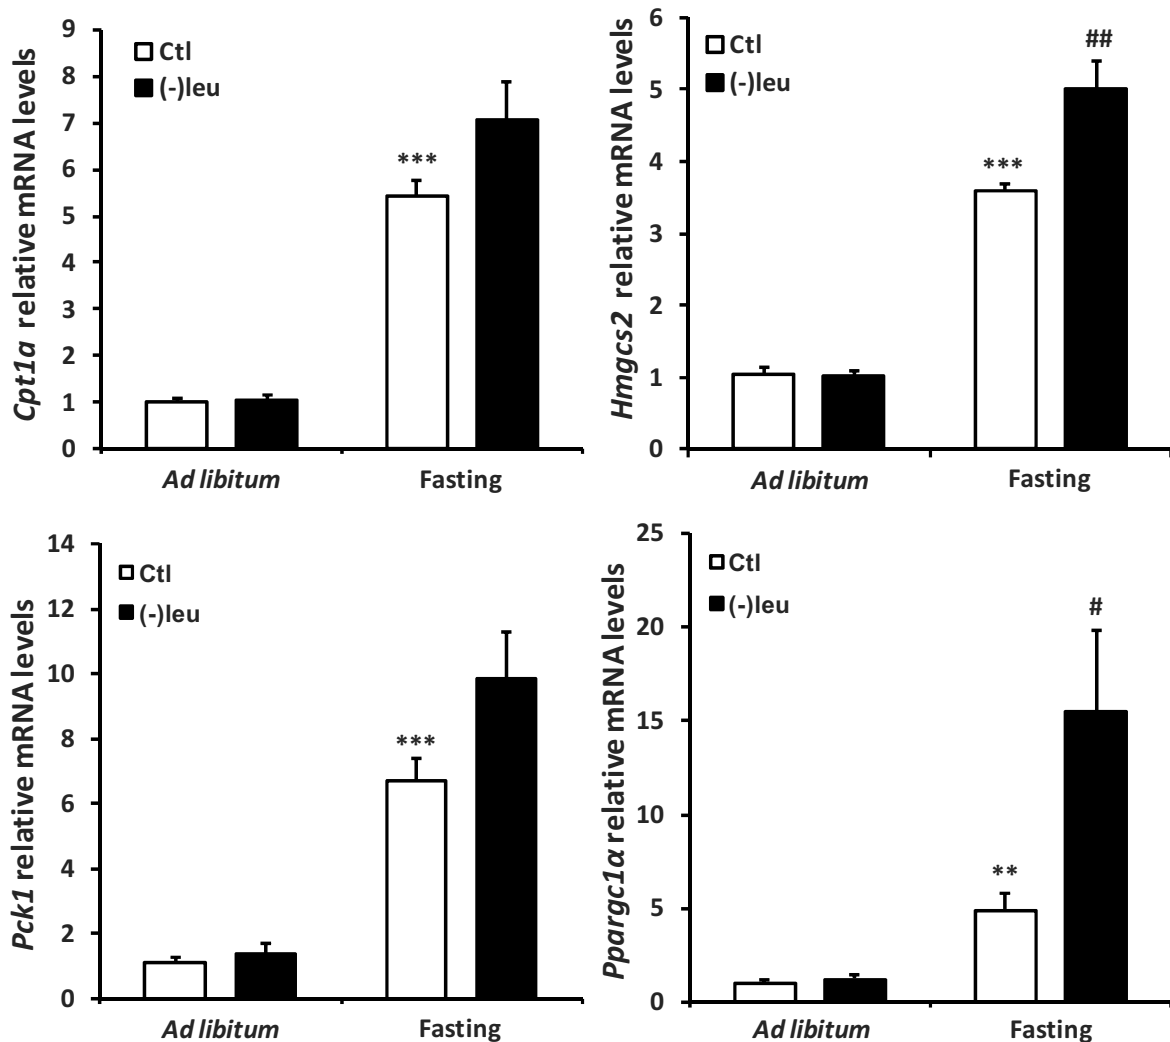 Cpt1a relative mRNA levels
9
8
7
6
5
4
3
2
1
0
Ctl
(-)leu
***
Ad libitum
Fasting
Hmgcs2 relative mRNA levels
6
5
4
3
2
1
0
Ctl
(-)leu
***
##
Ad libitum
Fasting
Pck1 relative mRNA levels
14
12
10
8
6
4
2
0
Ctl
(-)leu
***
Ad libitum
Fasting
Ppargc1α relative mRNA levels
25
20
15
10
5
0
Ctl
(-)leu
**
#
Ad libitum
Fasting